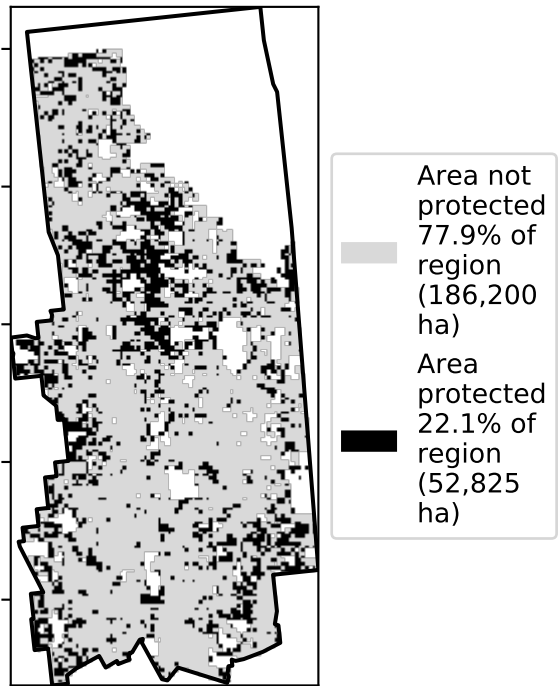 Area not
protected
77.9% of
region
(186,200
ha)
Area
protected
22.1% of
region
(52,825
ha)